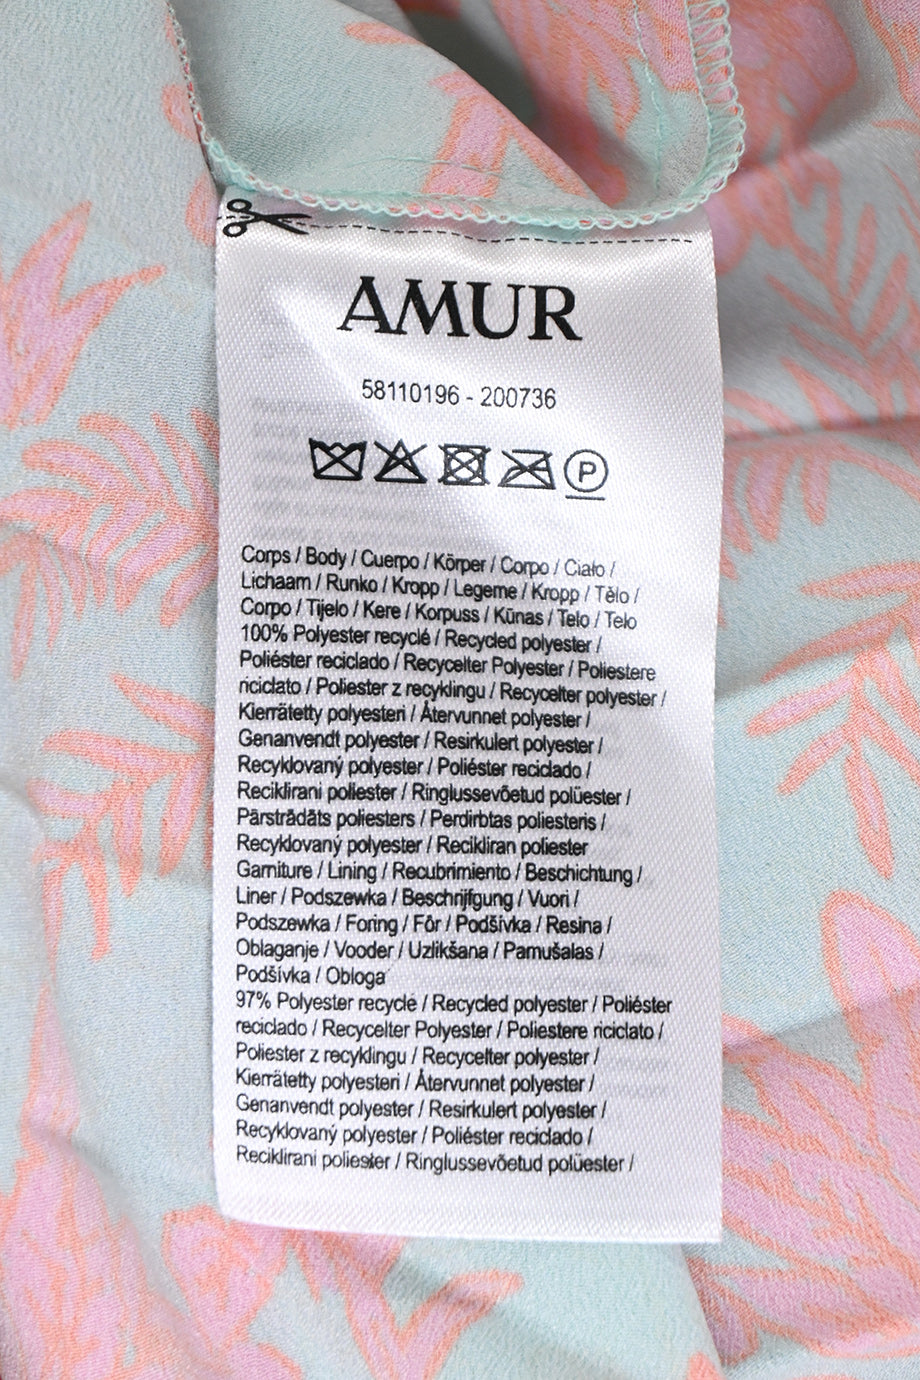 AMUR
58110196 - 200736
P
Corps / Body / Cuerpo / Körper / Corpo / Ciało /
Lichaam / Runko / Kropp / Legeme / Kropp / Tělo /
Corpo / Tijelo / Kere / Korpuss / Kūnas / Telo / Telo
100% Polyester recyclé / Recycled polyester /
Poliéster reciclado / Recycelter Polyester / Poliestere
riciclato / Poliester z recyklingu / Recycelter polyester /
Kierrätetty polyesteri / Återvunnet polyester /
Genanvendt polyester / Resirkulert polyester /
Recyklovaný polyester / Poliéster reciclado /
Reciklirani poliester / Ringlussevõetud polüester /
Pārstrādāts poliesters / Perdirbtas poliesteris /
Recyklovaný polyester / Recikliran poliester
Garniture / Lining / Recubrimiento / Beschichtung /
Liner / Podszewka / Beschrijfgung / Vuori /
Podszewka / Foring / Fôr / Podšívka / Resina /
Oblaganje / Vooder / Uzlikšana / Pamušalas /
Podšívka / Obloga
97% Polyester recyclé / Recycled polyester / Poliéster
reciclado / Recycelter Polyester / Poliestere riciclato /
Poliester z recyklingu / Recycelter polyester /
Kierrätetty polyesteri / Återvunnet polyester /
Genanvendt polyester / Resirkulert polyester /
Recyklovaný polyester / Poliéster reciclado /
Reciklirani poliester / Ringlussevõetud polüester /